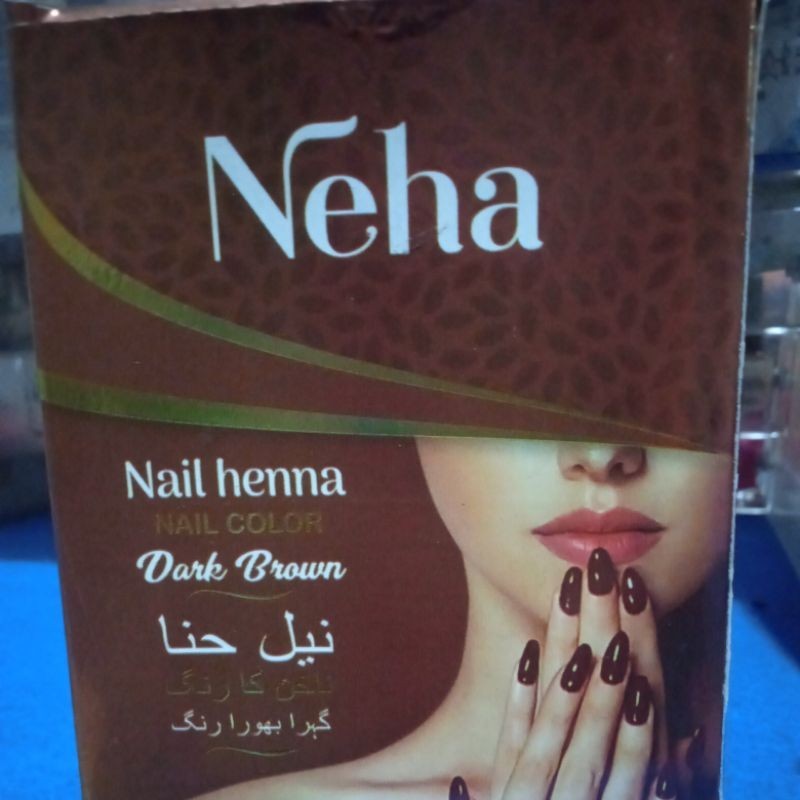 Neha
Nail henna
NAIL COLOR
Dark Brown
نیل حنا
ناخن کا رنگ
گہرا بھورا رنگ